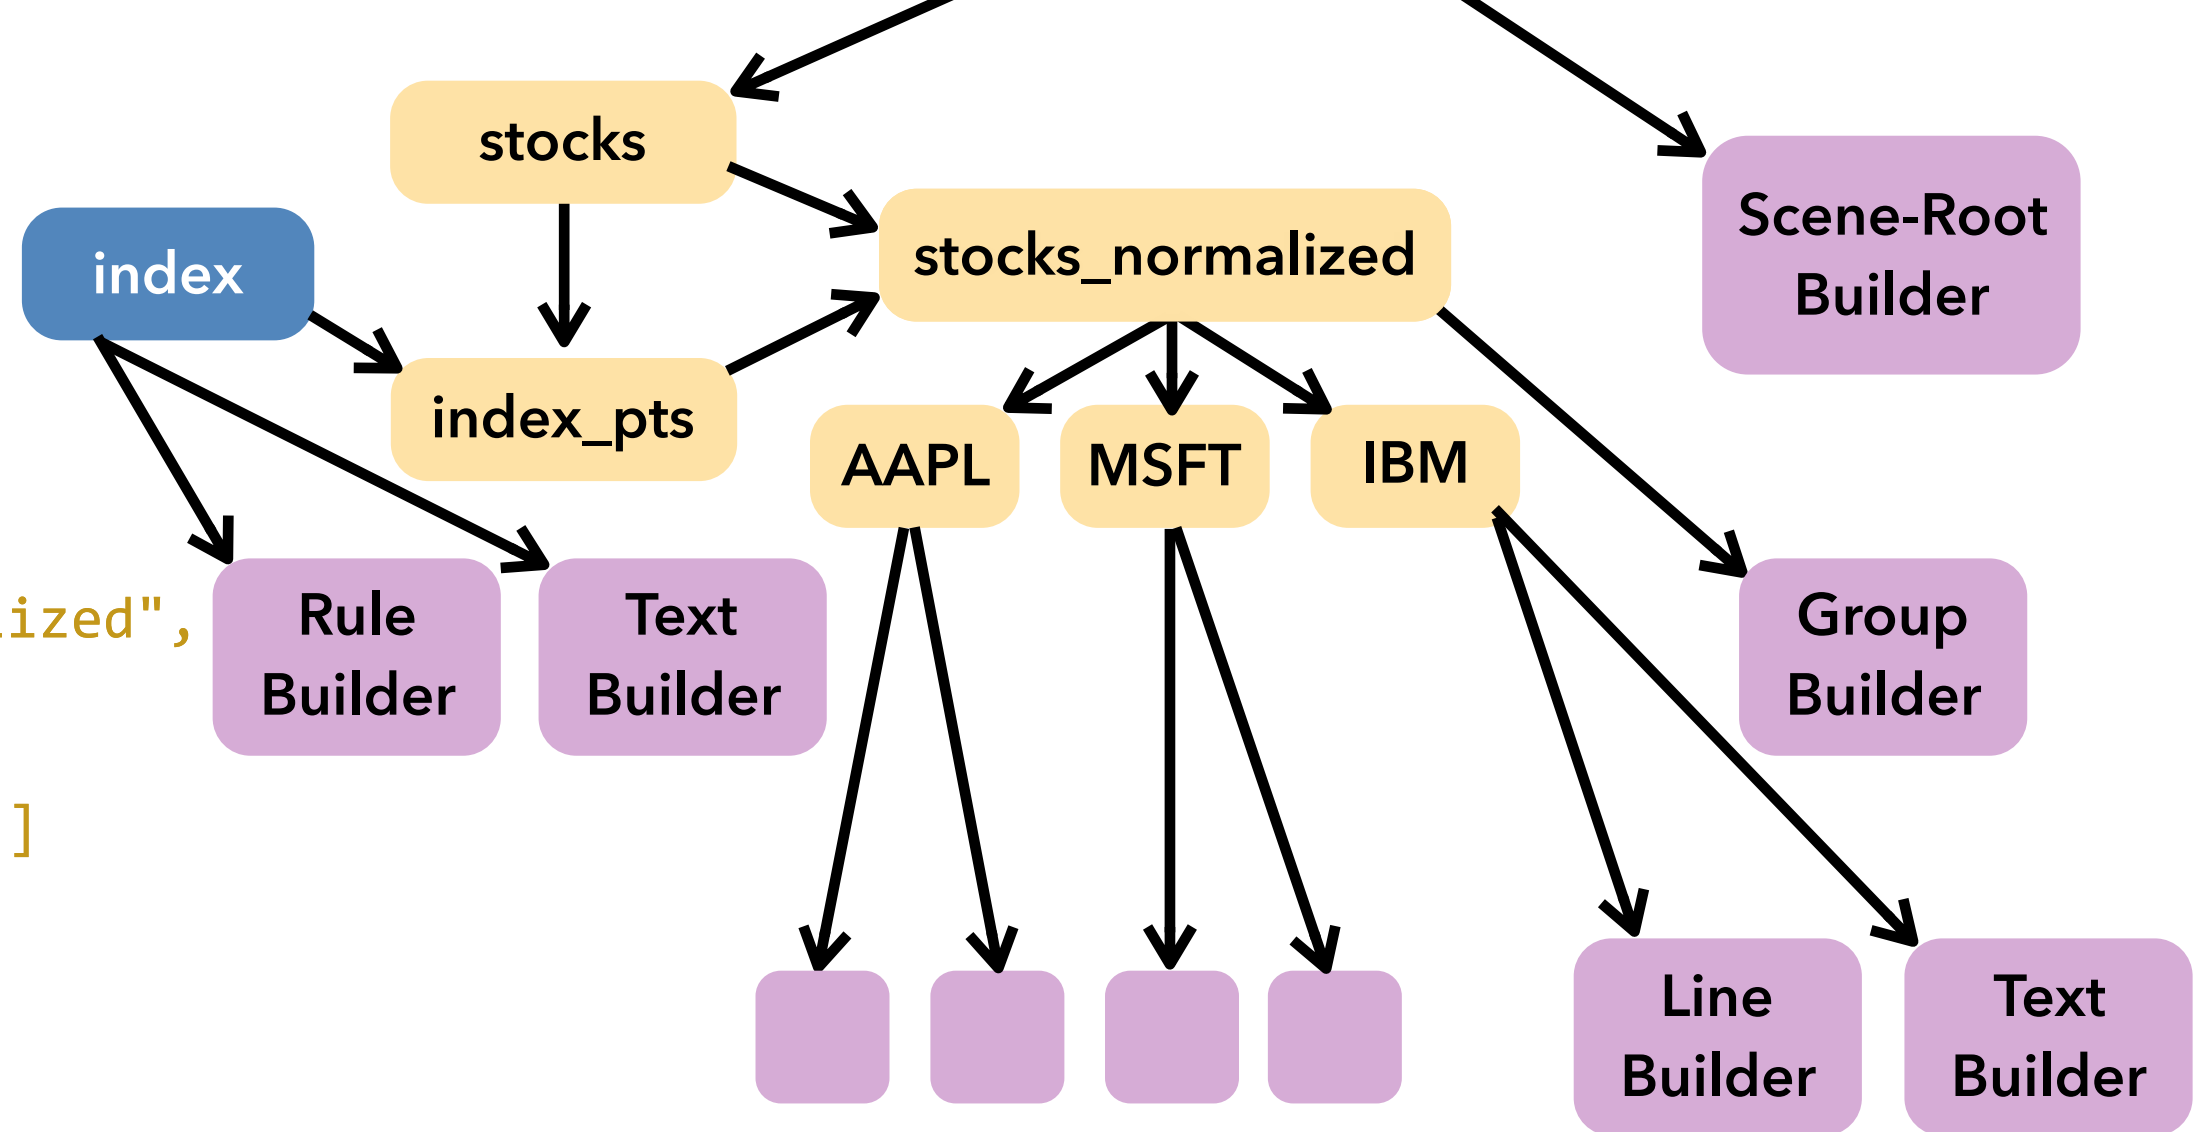 stocks
Scene-Root
Builder
index
stocks_normalized
index_pts
AAPL
MSFT
IBM
ized",
Rule
Builder
Text
Builder
Group
Builder
]
Line
Builder
Text
Builder